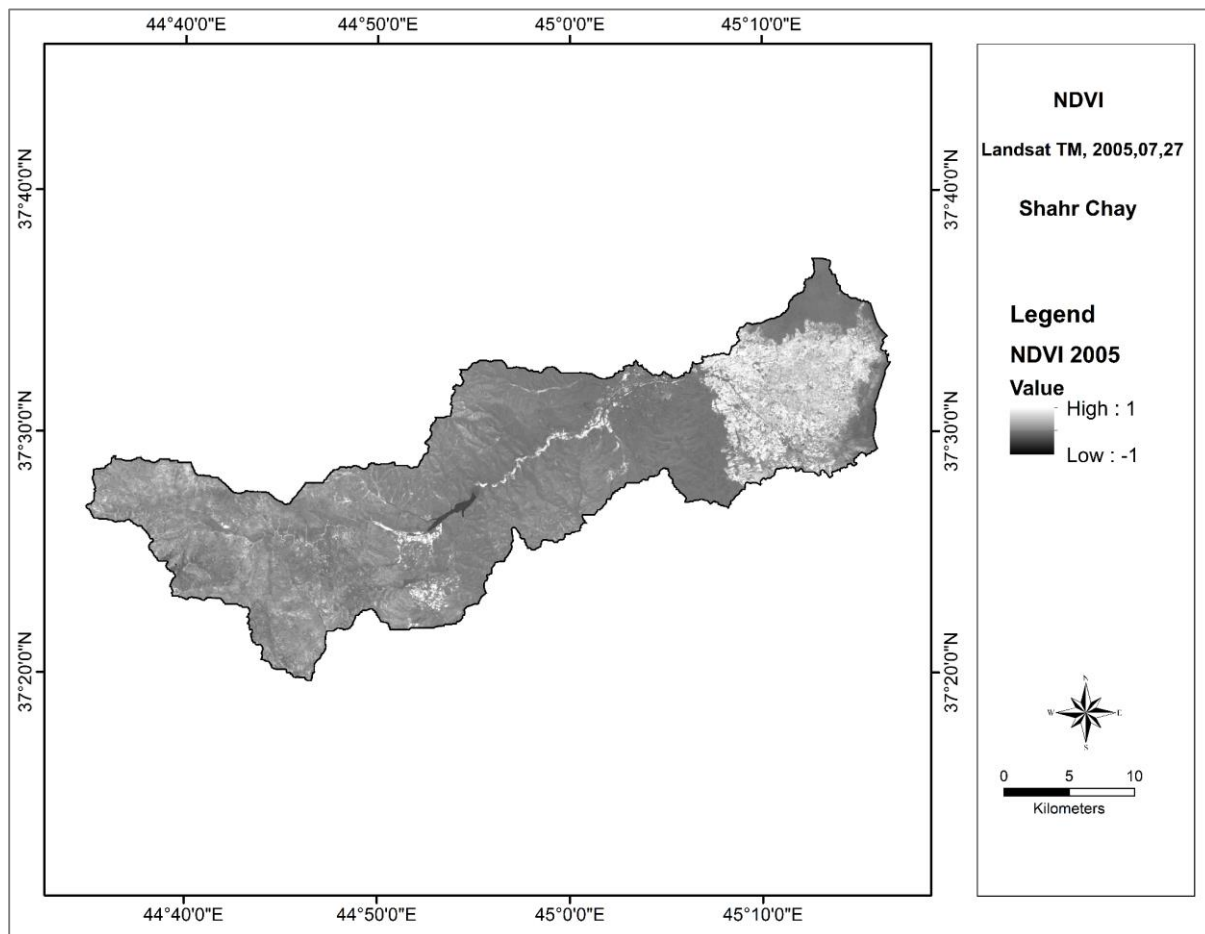 44°40'0"E 44°50'0"E 45°0'0"E 45°10'0"E
37°40'0"N
37°30'0"N
37°20'0"N
37°40'0"N
37°30'0"N
37°20'0"N
44°40'0"E 44°50'0"E 45°0'0"E 45°10'0"E
NDVI
Landsat TM, 2005,07,27
Shahr Chay
Legend
NDVI 2005
Value
High : 1
Low : -1
N
W E
S
0 5 10
Kilometers